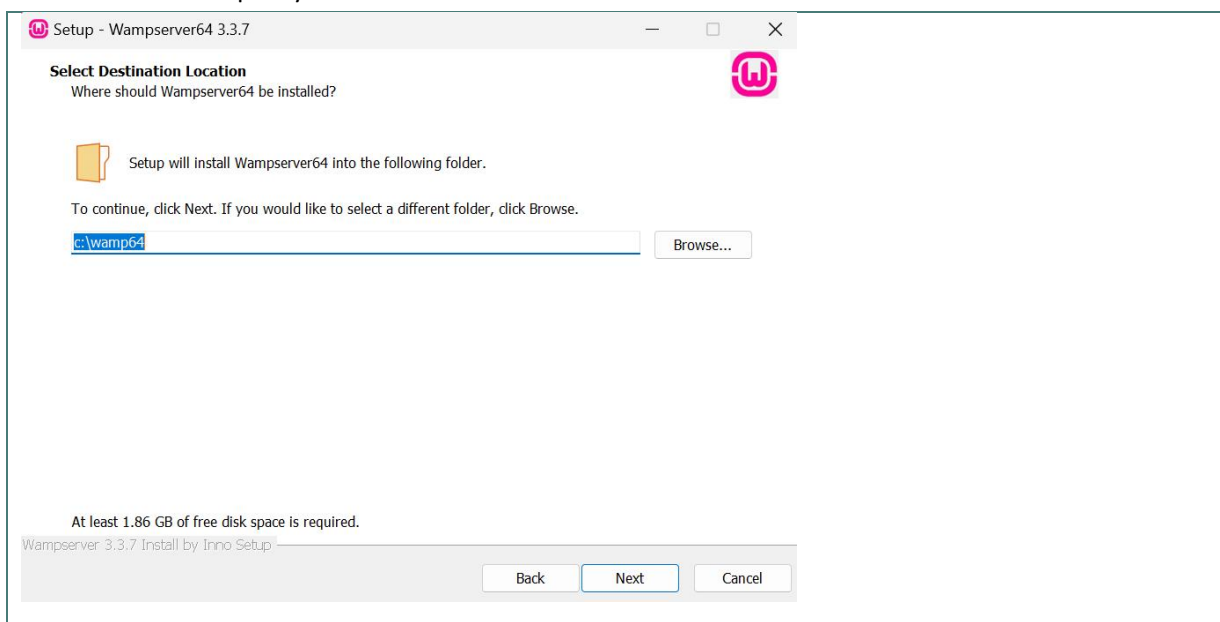 Setup - Wampserver64 3.3.7
Select Destination Location
Where should Wampserver64 be installed?
Setup will install Wampserver64 into the following folder.
To continue, click Next. If you would like to select a different folder, click Browse.
c:\wamp64
Browse...
At least 1.86 GB of free disk space is required.
Wampserver 3.3.7 Install by Inno Setup
Back Next Cancel